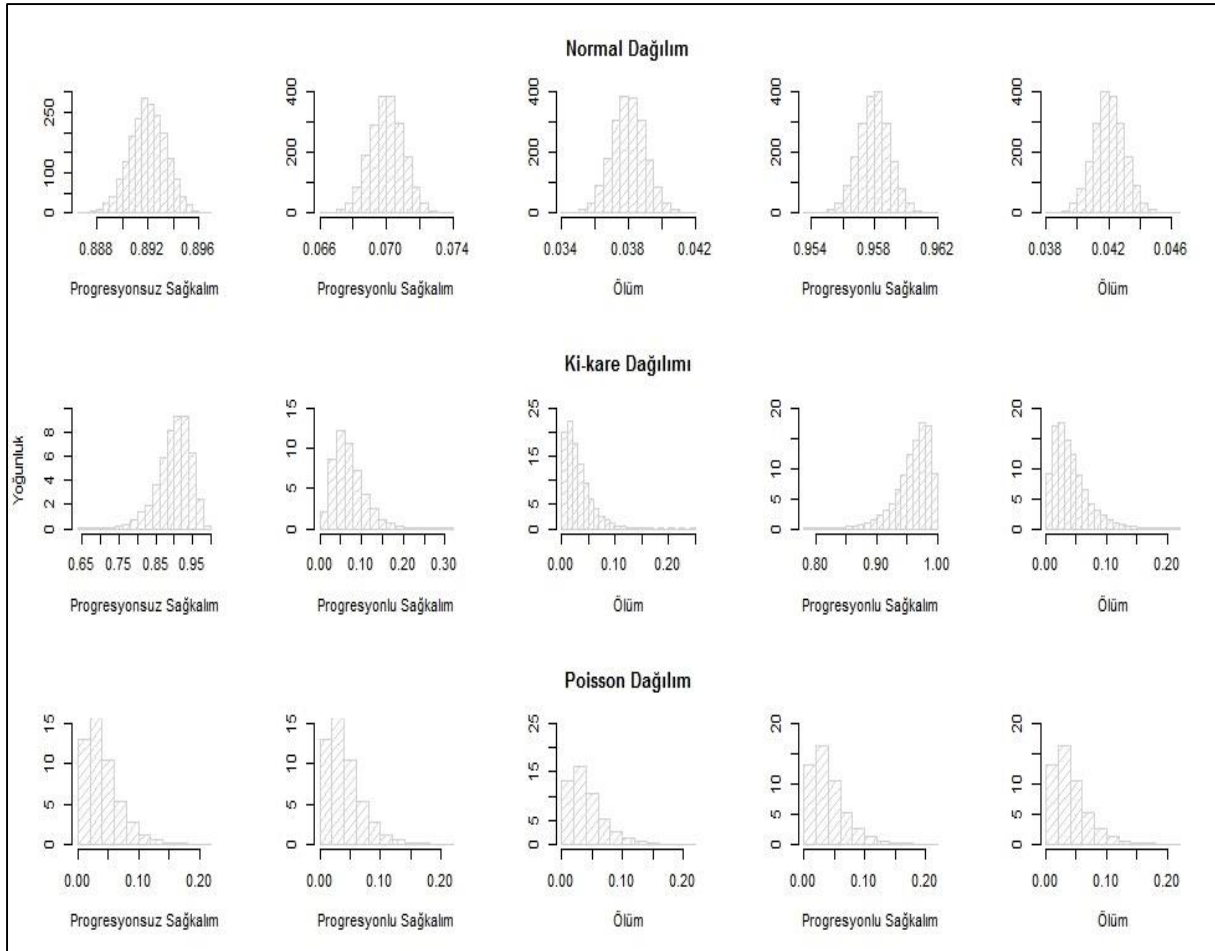 Normal Dağılım
250
100
0
0.888 0.892 0.896
Progresyonsuz Sağkalım
400
200
0
0.066 0.070 0.074
Progresyonlu Sağkalım
400
200
0
0.034 0.038 0.042
Ölüm
400
200
0
0.954 0.958 0.962
Progresyonlu Sağkalım
400
200
0
0.038 0.042 0.046
Ölüm
Ki-kare Dağılımı
Yoğunluk
8
6
4
2
0
0.65 0.75 0.85 0.95
Progresyonsuz Sağkalım
15
10
5
0
0.00 0.10 0.20 0.30
Progresyonlu Sağkalım
25
15
5
0
0.00 0.10 0.20
Ölüm
20
10
5
0
0.80 0.90 1.00
Progresyonlu Sağkalım
20
10
5
0
0.00 0.10 0.20
Ölüm
Poisson Dağılım
15
10
5
0
0.00 0.10 0.20
Progresyonsuz Sağkalım
15
10
5
0
0.00 0.10 0.20
Progresyonlu Sağkalım
25
15
5
0
0.00 0.10 0.20
Ölüm
20
10
5
0
0.00 0.10 0.20
Progresyonlu Sağkalım
20
10
5
0
0.00 0.10 0.20
Ölüm